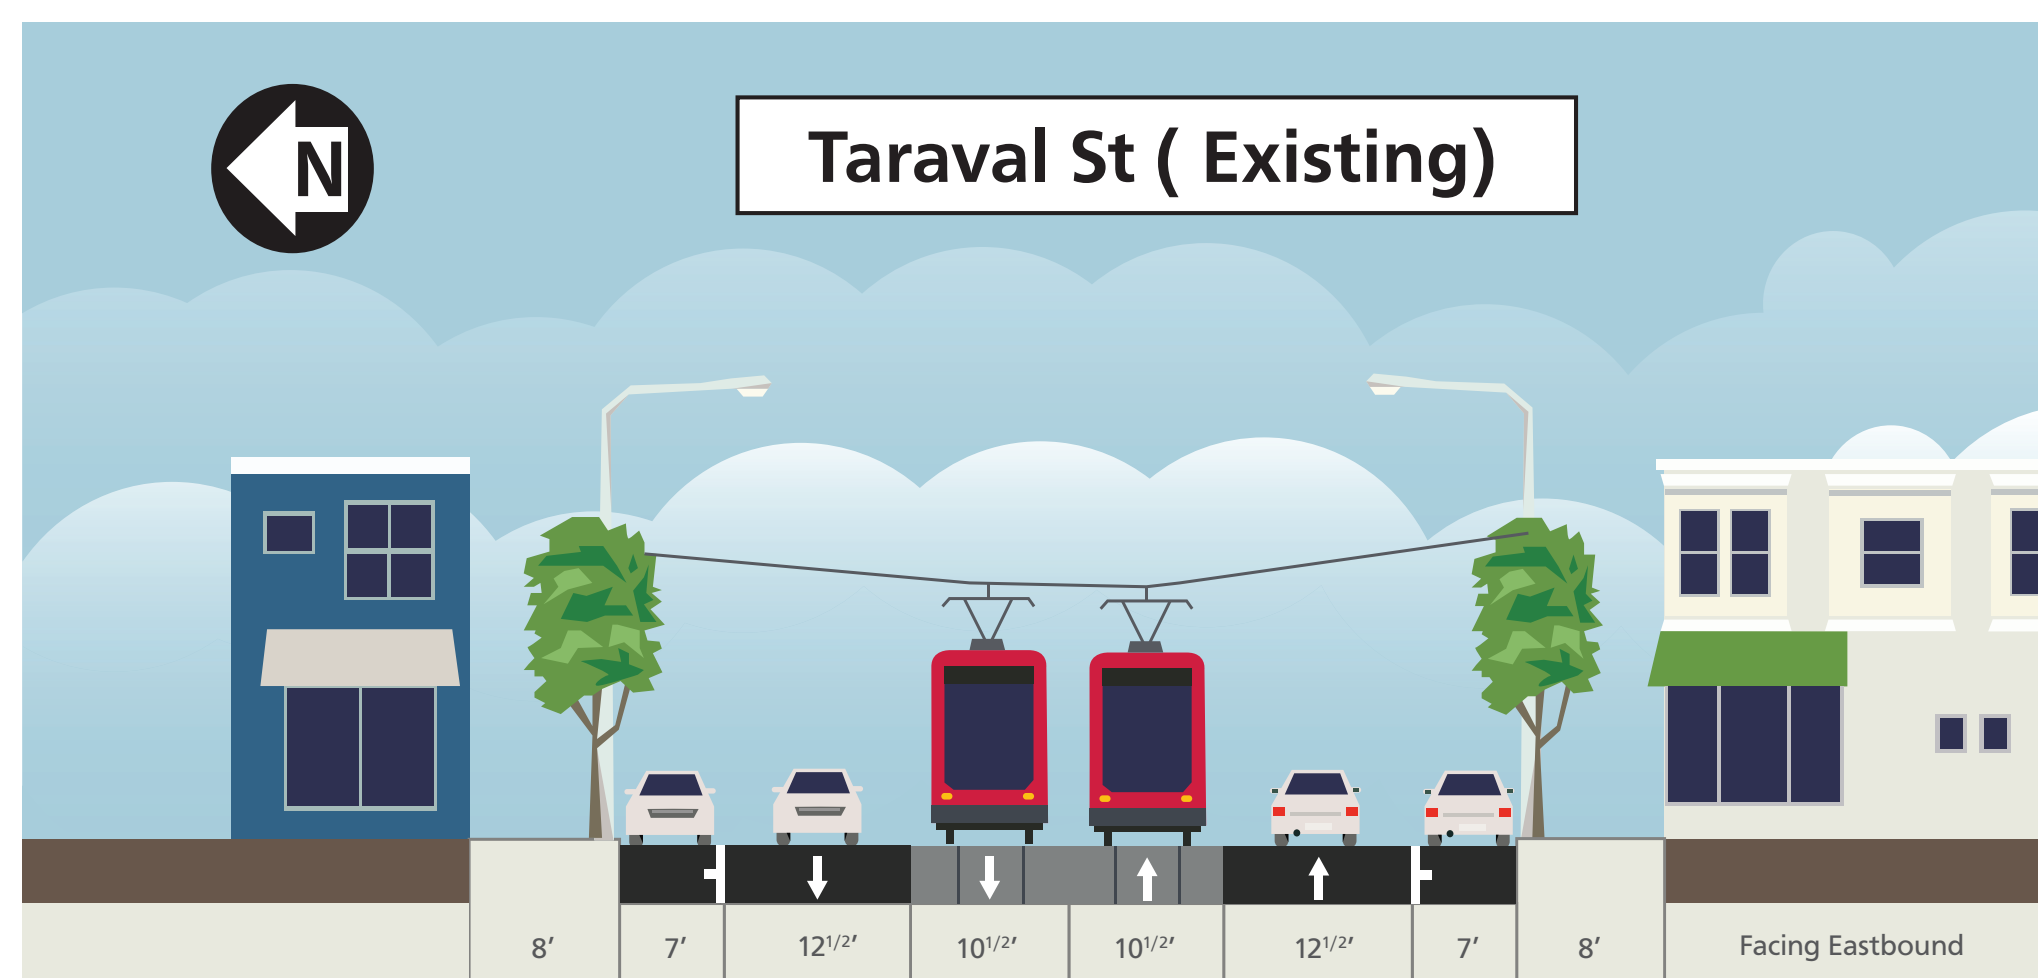 N
Taraval St ( Existing)
8’ 7’ 12 1/2’ 10 1/2’ 10 1/2’ 12 1/2’ 7’ 8’ Facing Eastbound